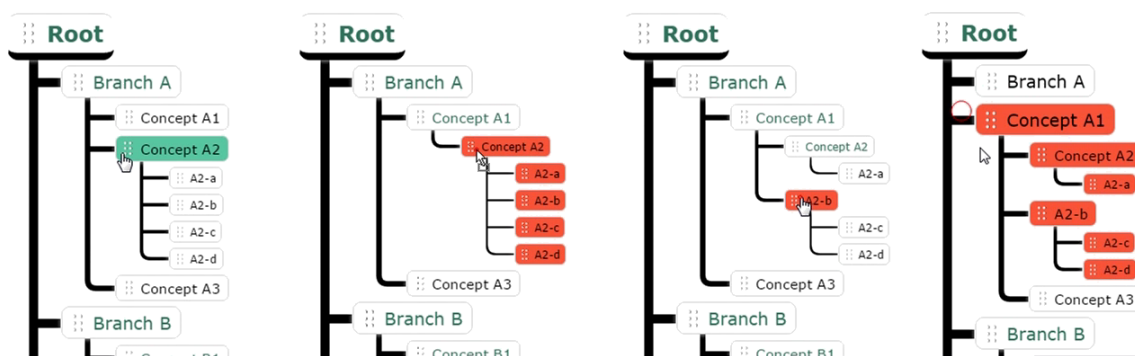 Root
Branch A
Concept A1
Concept A2
A2-a
A2-b
A2-c
A2-d
Concept A3
Branch B
Root
Branch A
Concept A1
Concept A2
A2-a
A2-b
A2-c
A2-d
Concept A3
Branch B
Concept B1
Root
Branch A
Concept A1
Concept A2
A2-a
A2-b
A2-c
A2-d
Concept A3
Branch B
Concept B1
Root
Branch A
Concept A1
Concept A2
A2-a
A2-b
A2-c
A2-d
Concept A3
Branch B